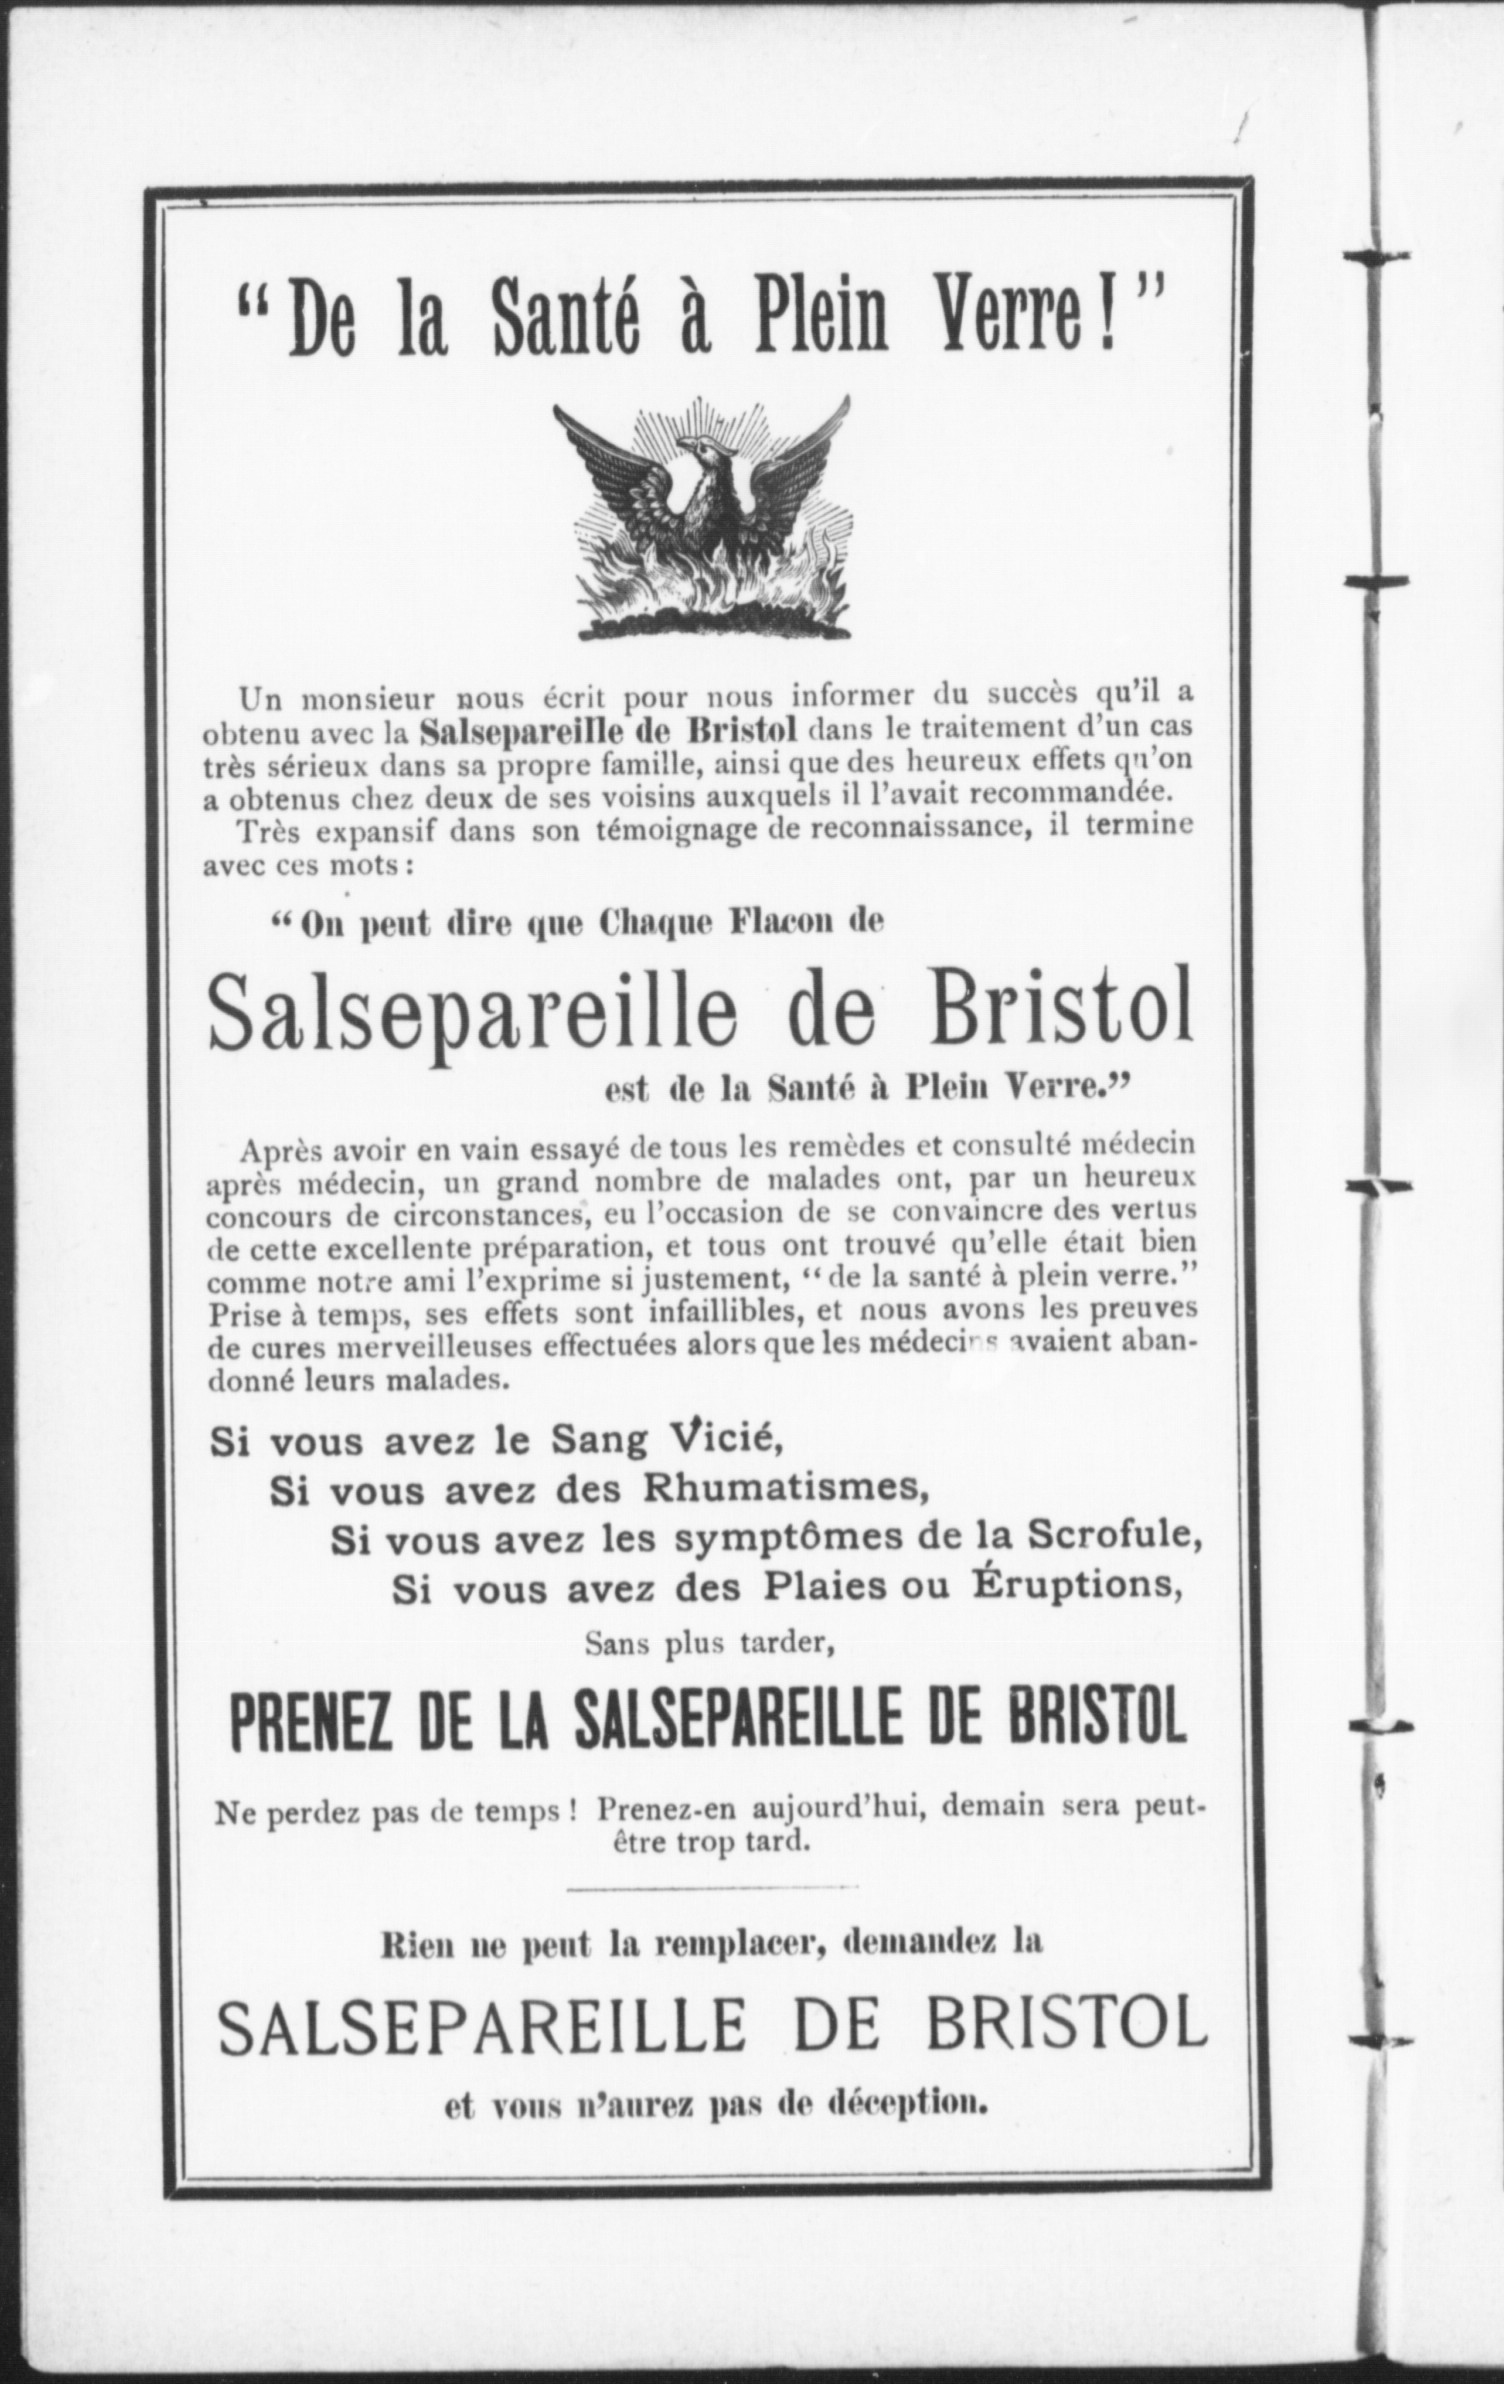 “De la Santé à Plein Verre!”
Un monsieur nous écrit pour nous informer du succès qu’il a
obtenu avec la Salsepareille de Bristol dans le traitement d’un cas
très sérieux dans sa propre famille, ainsi que des heureux effets qu’on
a obtenus chez deux de ses voisins auxquels il l’avait recommandée.
Très expansif dans son témoignage de reconnaissance, il termine
avec ces mots :
“On peut dire que Chaque Flacon de
Salsepareille de Bristol
est de la Santé à Plein Verre.”
Après avoir en vain essayé de tous les remèdes et consulté médecin
après médecin, un grand nombre de malades ont, par un heureux
concours de circonstances, eu l’occasion de se convaincre des vertus
de cette excellente préparation, et tous ont trouvé qu’elle était bien
comme notre ami l’exprime si justement, “de la santé à plein verre.”
Prise à temps, ses effets sont infaillibles, et nous avons les preuves
de cures merveilleuses effectuées alors que les médecins avaient aban-
donné leurs malades.
Si vous avez le Sang Vicié,
Si vous avez des Rhumatismes,
Si vous avez les symptômes de la Scrofule,
Si vous avez des Plaies ou Éruptions,
Sans plus tarder,
PRENEZ DE LA SALSEPAREILLE DE BRISTOL
Ne perdez pas de temps ! Prenez-en aujourd’hui, demain sera peut-
être trop tard.
Rien ne peut la remplacer, demandez la
SALSEPAREILLE DE BRISTOL
et vous n’aurez pas de déception.